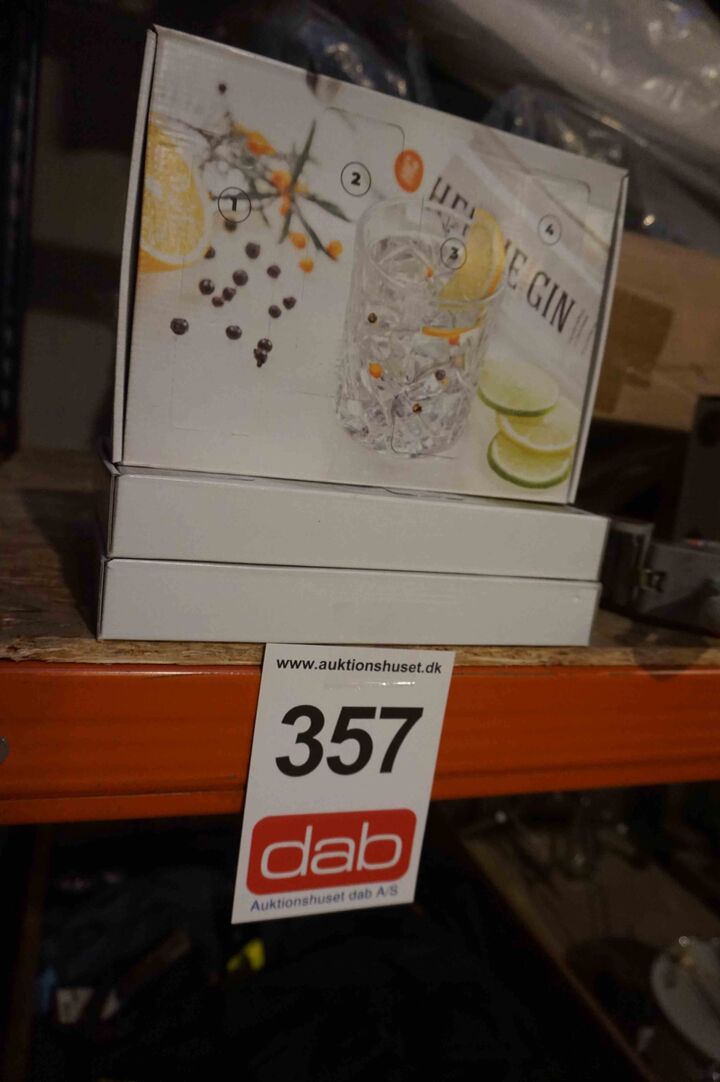 1
2
3
4
GIN
www.auktionshuset.dk
357
dab
Auktionshuset dab A/S